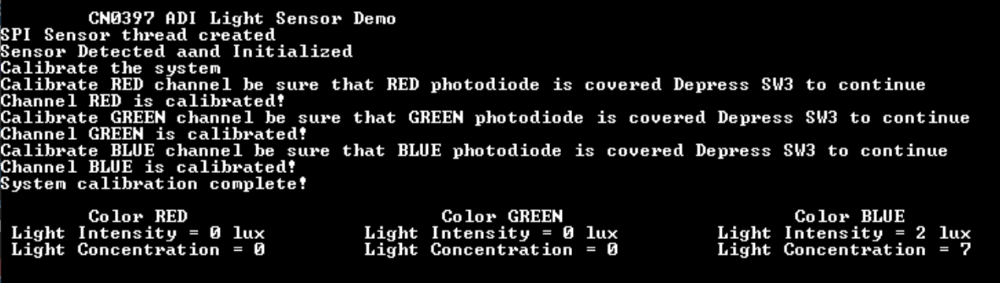 CN0397 ADI Light Sensor Demo
SPI Sensor thread created
Sensor Detected aand Initialized
Calibrate the system
Calibrate RED channel be sure that RED photodiode is covered Depress SW3 to continue
Channel RED is calibrated!
Calibrate GREEN channel be sure that GREEN photodiode is covered Depress SW3 to continue
Channel GREEN is calibrated!
Calibrate BLUE channel be sure that BLUE photodiode is covered Depress SW3 to continue
Channel BLUE is calibrated!
System calibration complete!
Color RED Color GREEN Color BLUE
Light Intensity = 0 lux Light Intensity = 0 lux Light Intensity = 2 lux
Light Concentration = 0 Light Concentration = 0 Light Concentration = 7